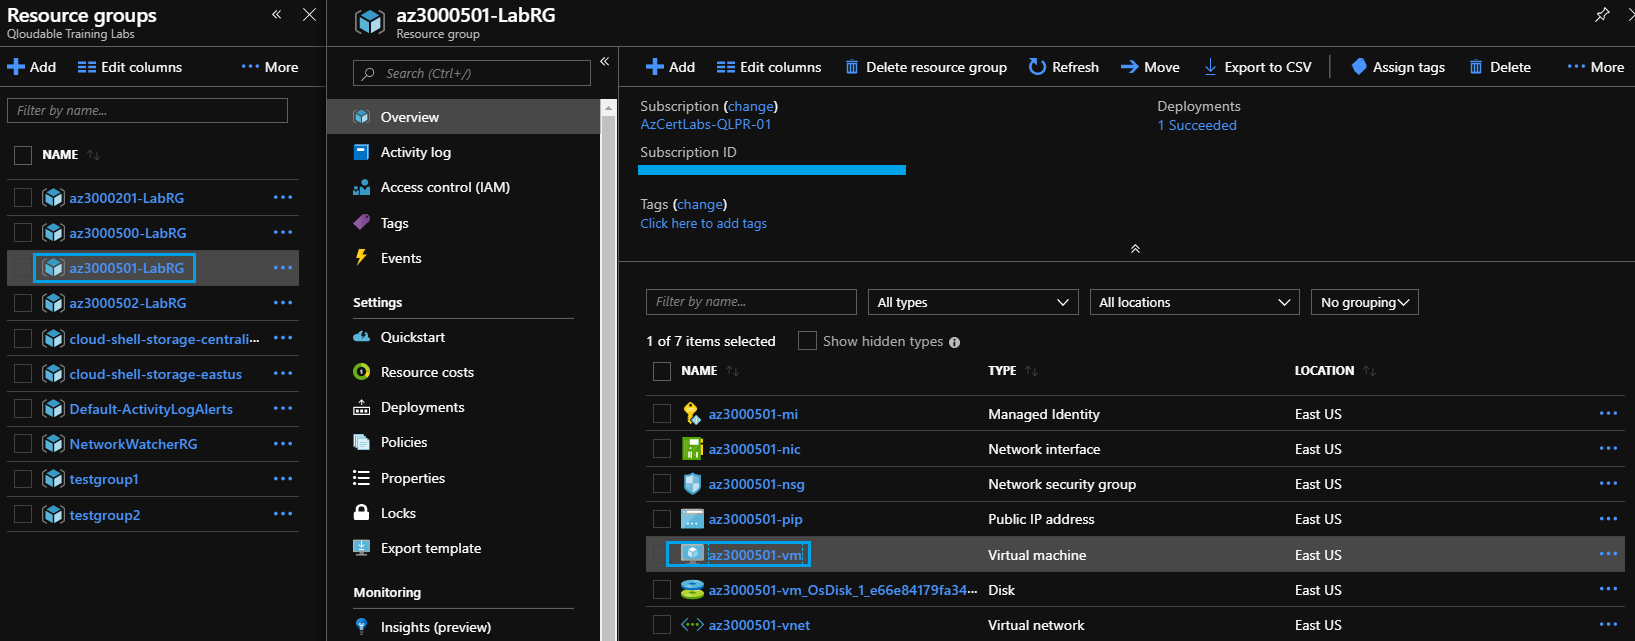 Resource groups
Qloudable Training Labs
Add
Edit columns
More
Filter by name...
NAME
az3000201-LabRG
az3000500-LabRG
az3000501-LabRG
az3000502-LabRG
cloud-shell-storage-centrali...
cloud-shell-storage-eastus
Default-ActivityLogAlerts
NetworkWatcherRG
testgroup1
testgroup2
az3000501-LabRG
Resource group
Search (Ctrl+/)
Overview
Activity log
Access control (IAM)
Tags
Events
Settings
Quickstart
Resource costs
Deployments
Policies
Properties
Locks
Export template
Monitoring
Insights (preview)
Add
Edit columns
Delete resource group
Refresh
Move
Export to CSV
Assign tags
Delete
More
Subscription (change)
AzCertLabs-QLPR-01
Subscription ID
Deployments
1 Succeeded
Tags (change)
Click here to add tags
Filter by name...
All types
All locations
No grouping
1 of 7 items selected
Show hidden types
NAME TYPE LOCATION
az3000501-mi Managed Identity East US
az3000501-nic Network interface East US
az3000501-nsg Network security group East US
az3000501-pip Public IP address East US
az3000501-vm Virtual machine East US
az3000501-vm_OsDisk_1_e66e84179fa34... Disk East US
az3000501-vnet Virtual network East US